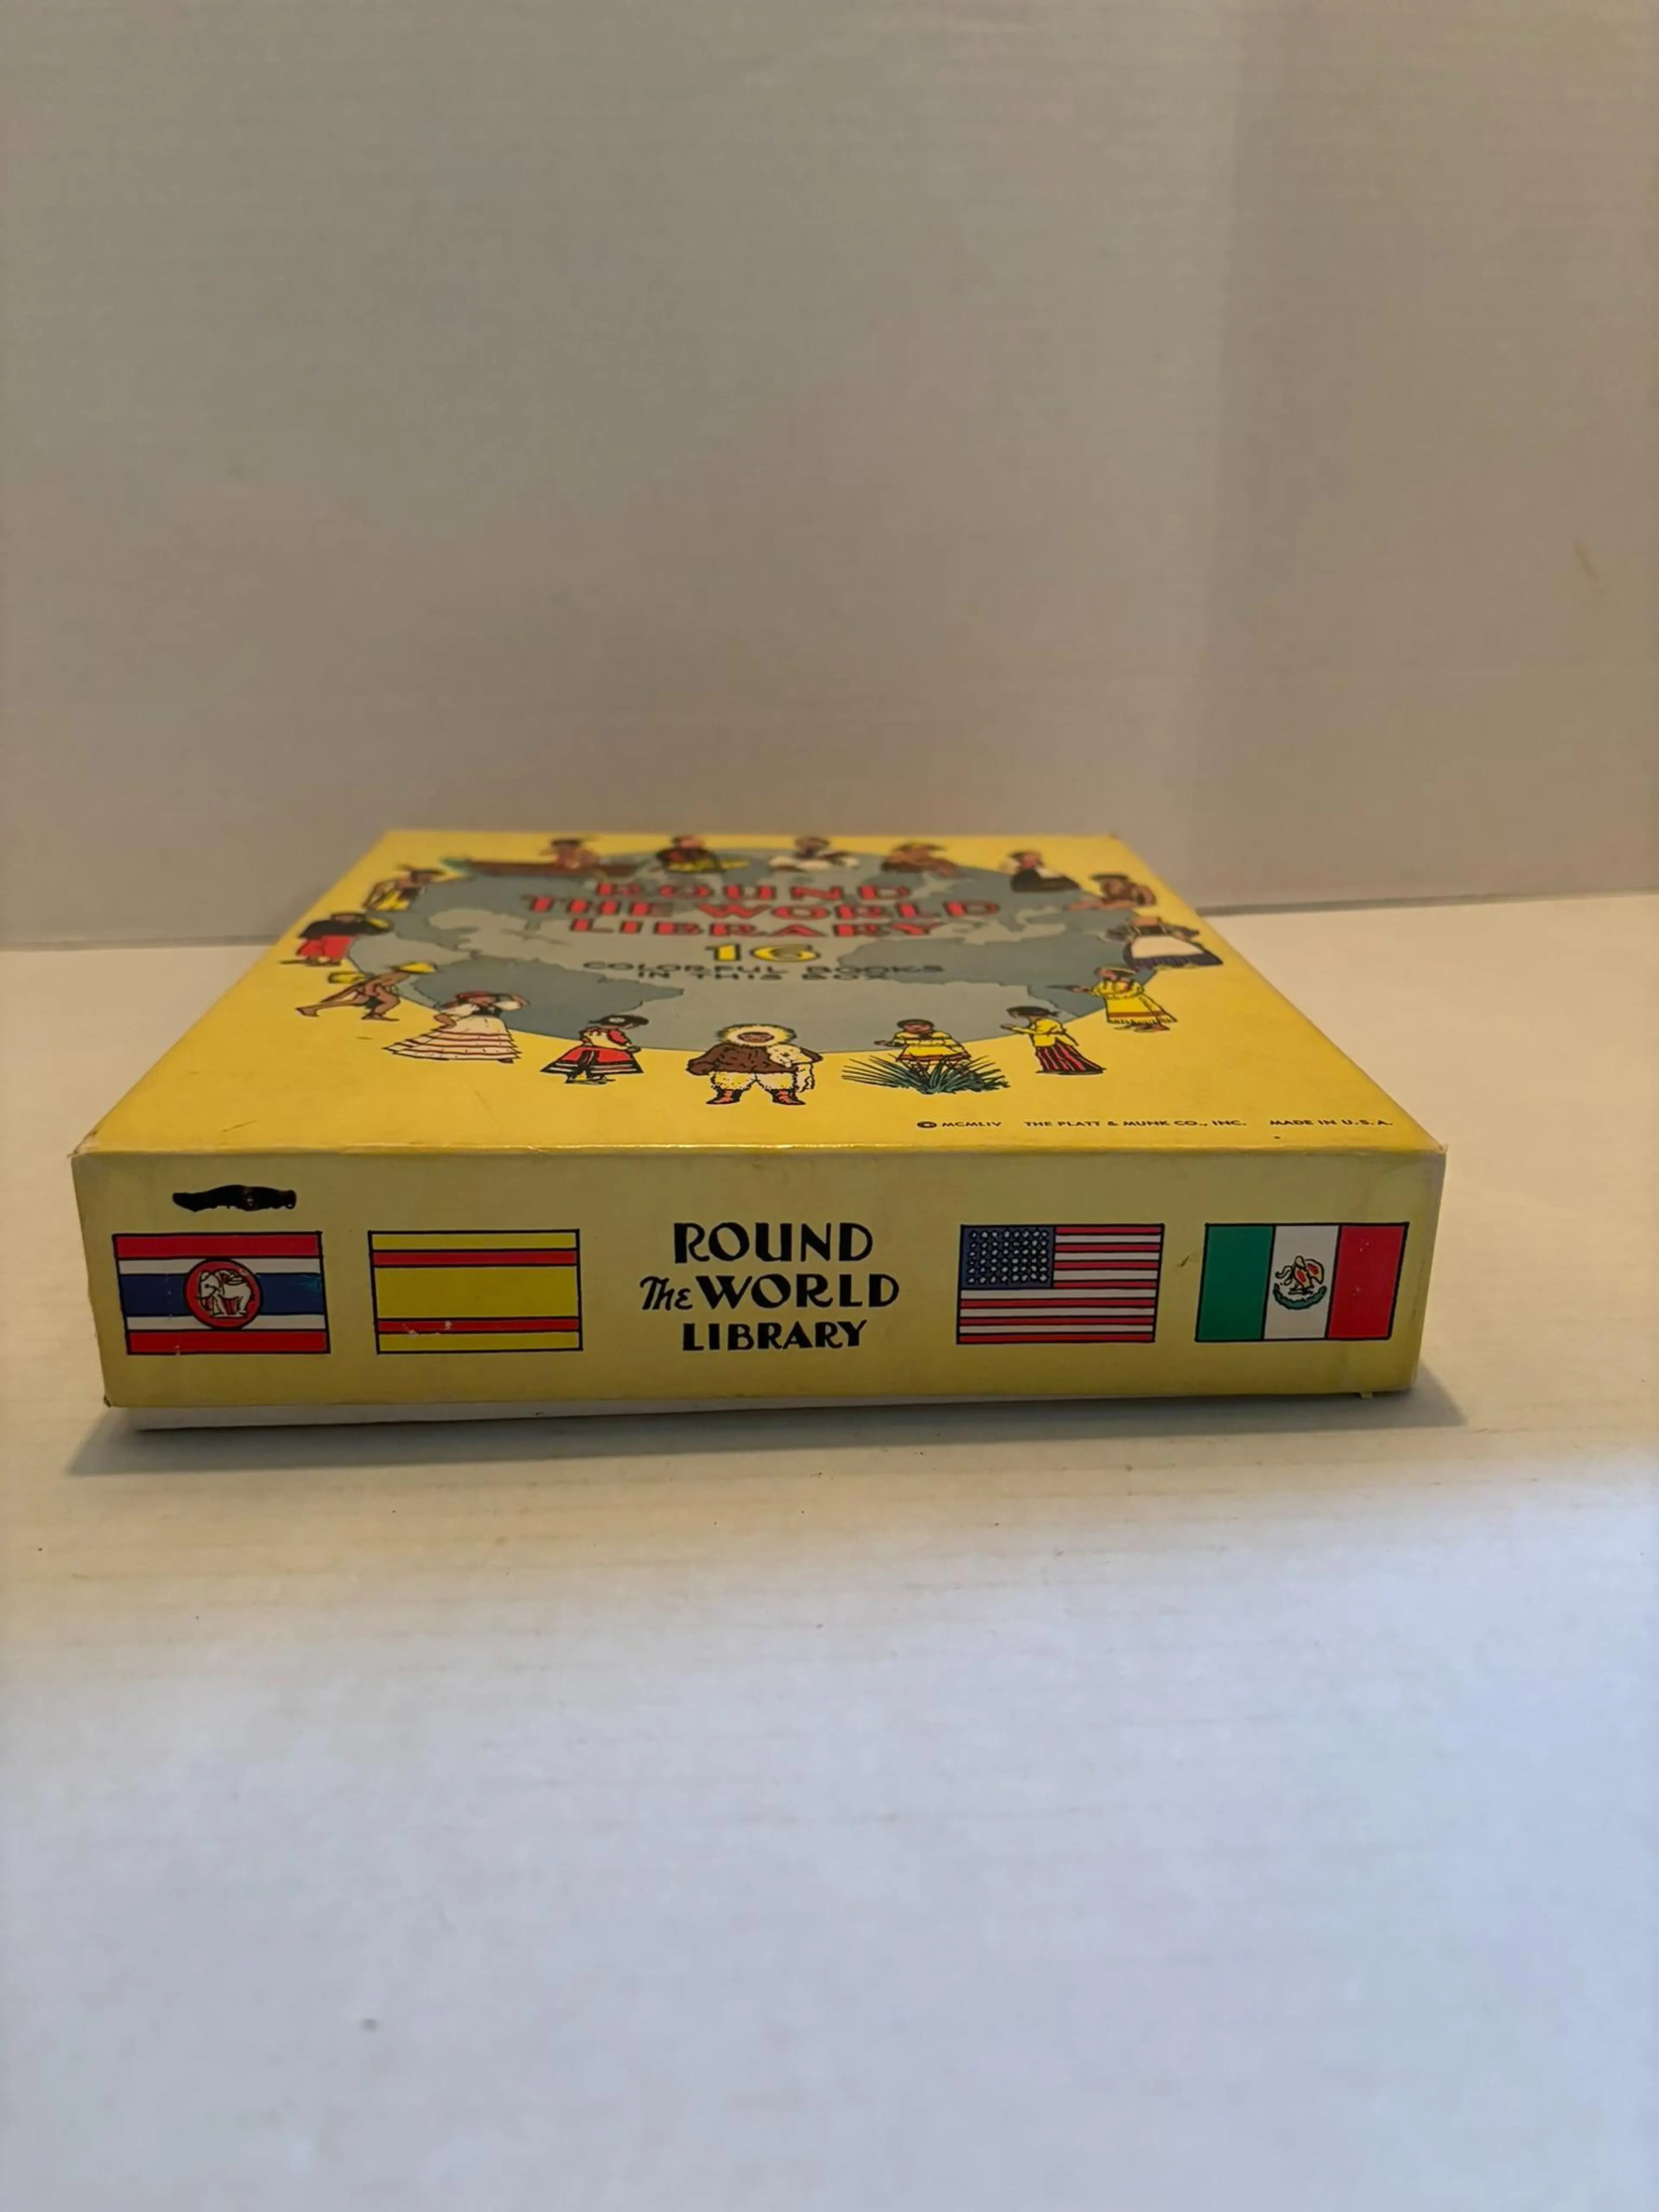 ROUND
THE WORLD
LIBRARY
16
COLORFUL BOOKS
IN THIS BOX
© MCMLIV THE PLATT & MUNK CO., INC. MADE IN U.S.A.
ROUND
The WORLD
LIBRARY